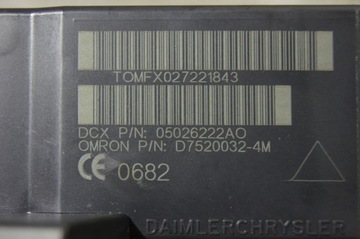 TOMFX027221843
DCX P/N: 05026222AO
OMRON P/N: D7520032-4M
CE 0682
DAIMLERCHRYSLER